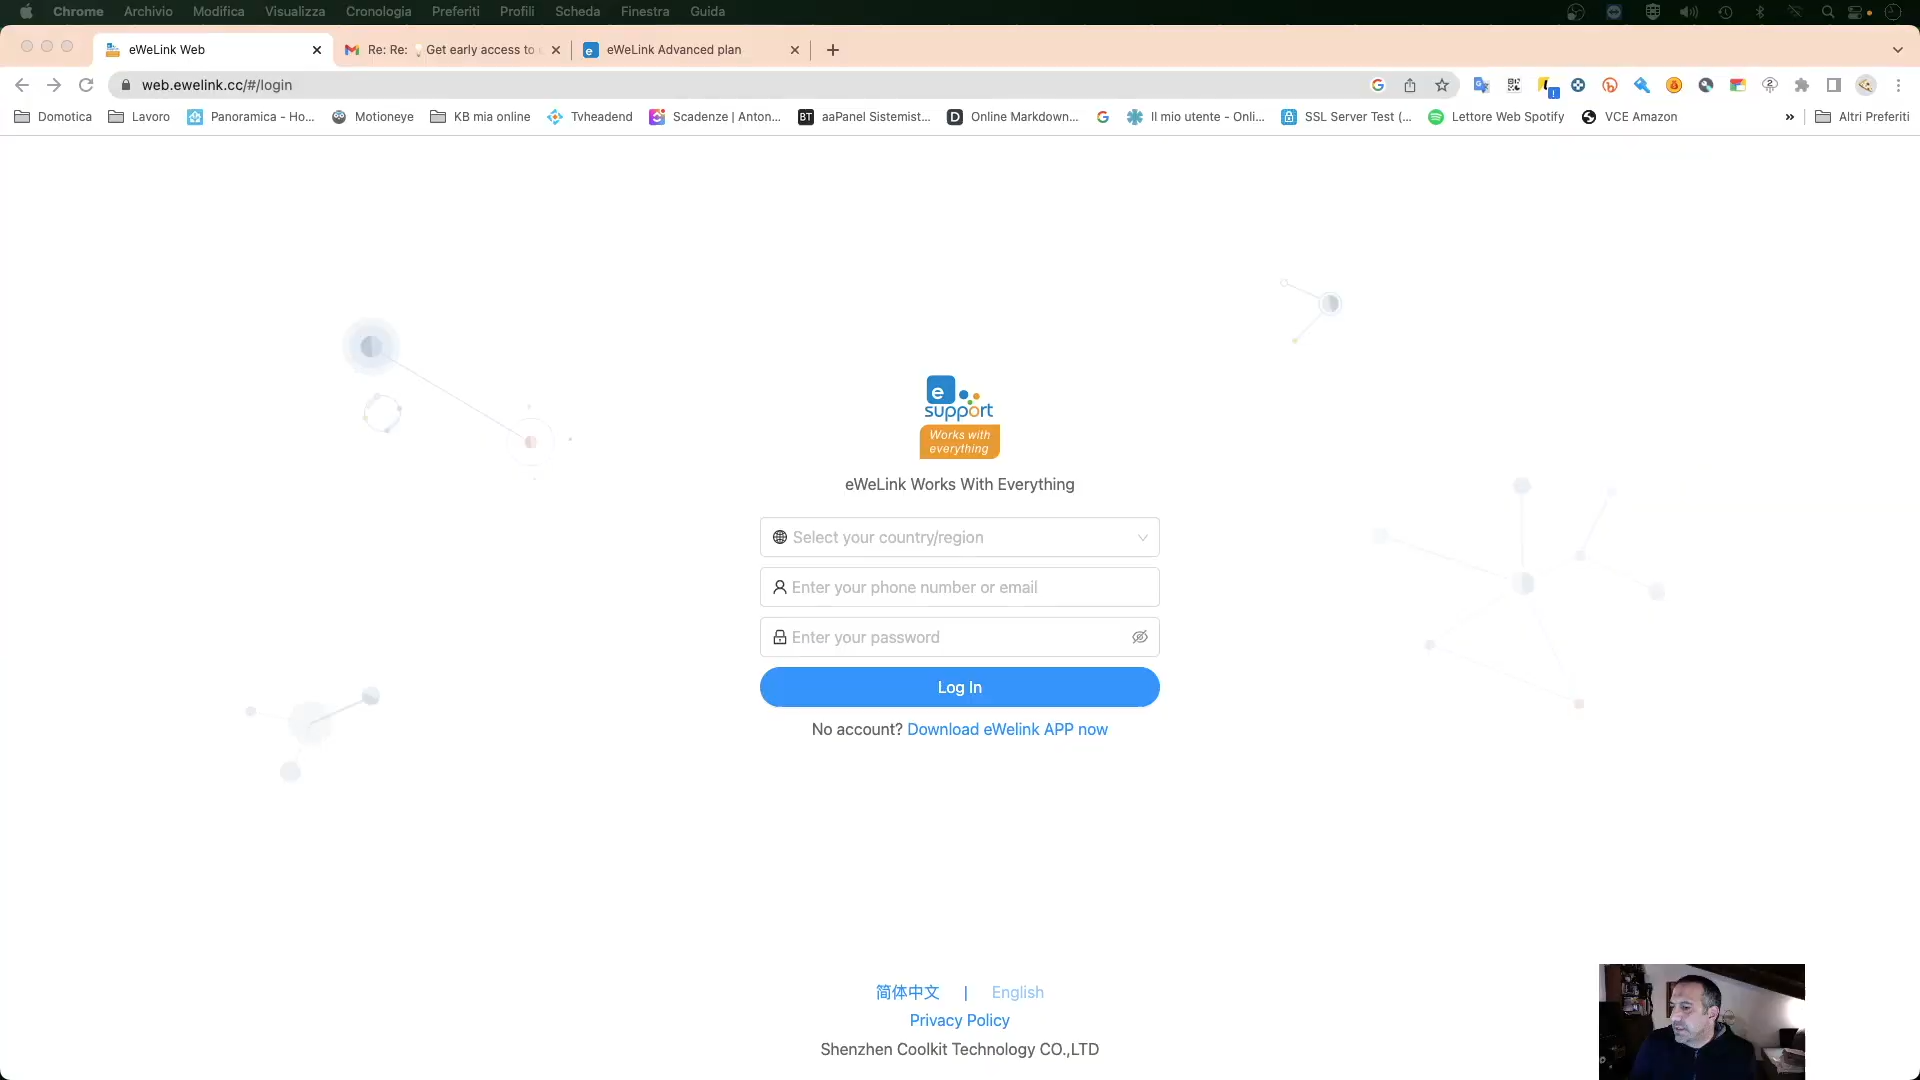 Chrome Archivio Modifica Visualizza Cronologia Preferiti Profili Scheda Finestra Guida
eWeLink Web
Re: Re: 💡Get early access to
eWeLink Advanced plan
web.ewelink.cc/#/login
Domotica
Lavoro
Panoramica - Ho...
Motioneye
KB mia online
Tvheadend
Scadenze | Anton...
aaPanel Sistemist...
Online Markdown...
Il mio utente - Onli...
SSL Server Test (...
Lettore Web Spotify
VCE Amazon
»
Altri Preferiti
e
support
Works with
everything
eWeLink Works With Everything
Select your country/region
Enter your phone number or email
Enter your password
Log In
No account? Download eWelink APP now
简体中文 | English
Privacy Policy
Shenzhen Coolkit Technology CO.,LTD